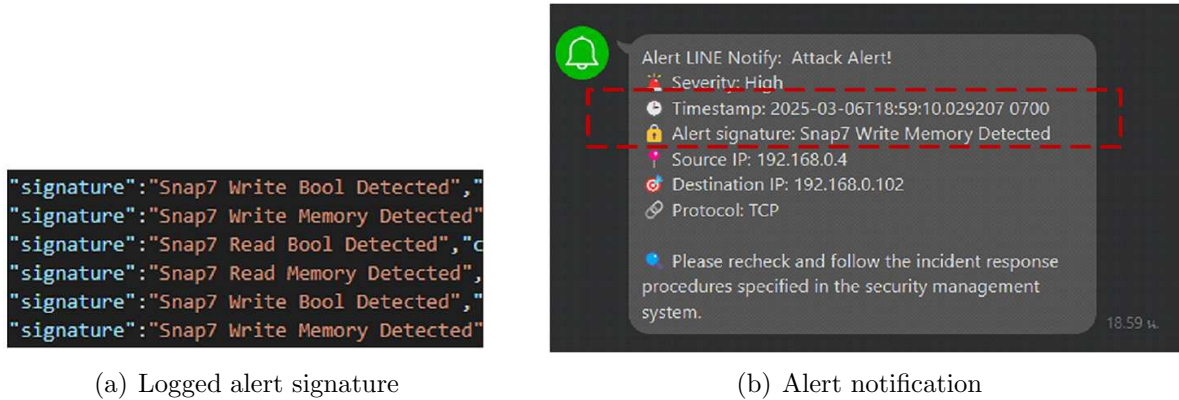 "signature":"Snap7 Write Bool Detected","
"signature":"Snap7 Write Memory Detected"
"signature":"Snap7 Read Bool Detected","c
"signature":"Snap7 Read Memory Detected",
"signature":"Snap7 Write Bool Detected","
"signature":"Snap7 Write Memory Detected"
(a) Logged alert signature
Alert LINE Notify: Attack Alert!
Severity: High
Timestamp: 2025-03-06T18:59:10.029207 0700
Alert signature: Snap7 Write Memory Detected
Source IP: 192.168.0.4
Destination IP: 192.168.0.102
Protocol: TCP
Please recheck and follow the incident response
procedures specified in the security management
system.
18.59 น.
(b) Alert notification